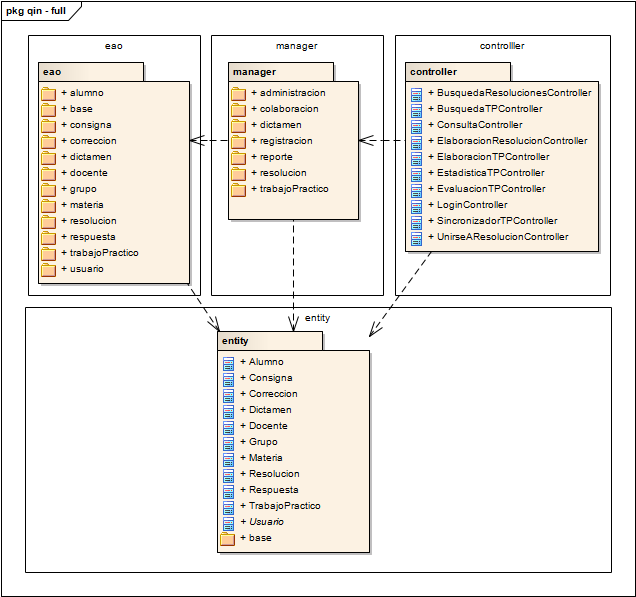 pkg qin - full
eao
eao
+ alumno
+ base
+ consigna
+ correccion
+ dictamen
+ docente
+ grupo
+ materia
+ resolucion
+ respuesta
+ trabajoPractico
+ usuario
manager
manager
+ administracion
+ colaboracion
+ dictamen
+ registracion
+ reporte
+ resolucion
+ trabajoPractico
controlller
controller
+ BusquedaResolucionesController
+ BusquedaTPController
+ ConsultaController
+ ElaboracionResolucionController
+ ElaboracionTPController
+ EstadisticaTPController
+ EvaluacionTPController
+ LoginController
+ SincronizadorTPController
+ UnirseAResolucionController
entity
entity
+ Alumno
+ Consigna
+ Correccion
+ Dictamen
+ Docente
+ Grupo
+ Materia
+ Resolucion
+ Respuesta
+ TrabajoPractico
+ Usuario
+ base